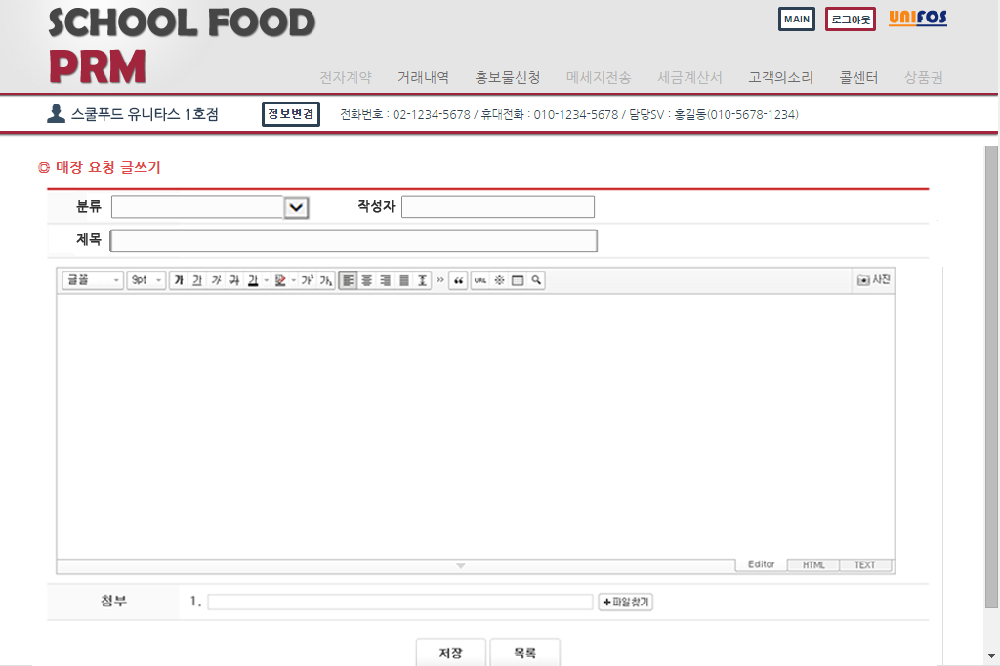 SCHOOL FOOD
PRM
MAIN 로그아웃 UNIFOS
전자계약 거래내역 홍보물신청 메세지전송 세금계산서 고객의소리 콜센터 상품권
스쿨푸드 유니타스 1호점 정보변경 전화번호 : 02-1234-5678 / 휴대전화 : 010-1234-5678 / 담당SV : 홍길동(010-5678-1234)
◎ 매장 요청 글쓰기
분류 작성자
제목
글꼴 9pt 가 가 가 가 가 가 가¹ 가₁ » “ URL ※ 사진
Editor HTML TEXT
첨부 1. +파일찾기
저장 목록